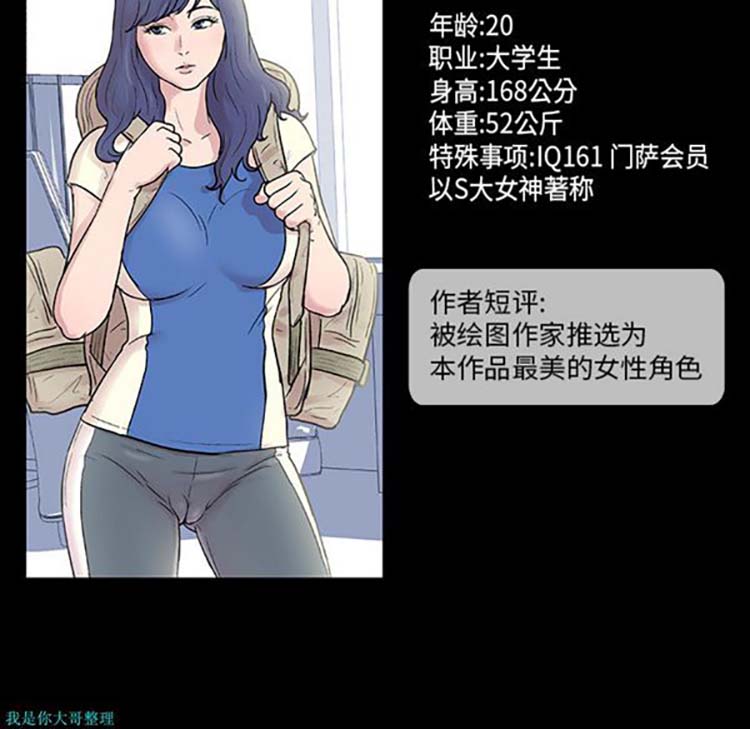 年龄:20
职业:大学生
身高:168公分
体重:52公斤
特殊事项:IQ161 门萨会员
以S大女神著称
作者短评:
被绘图作家推选为
本作品最美的女性角色
我是你大哥整理